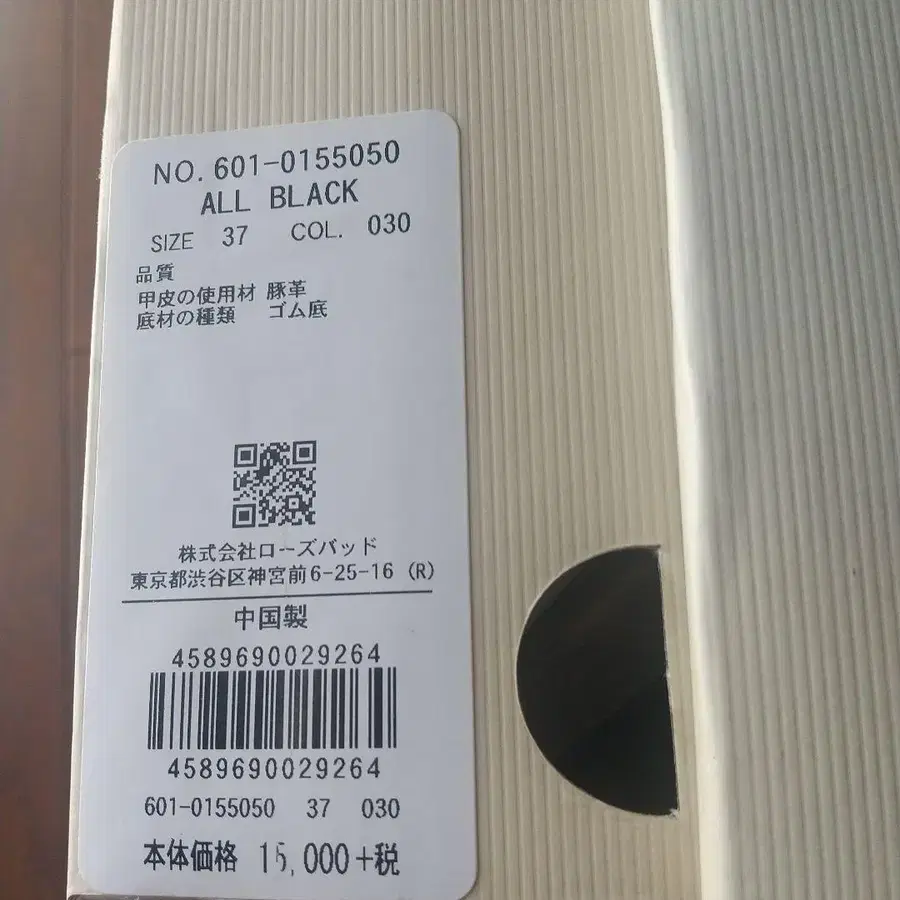 NO. 601-0155050
ALL BLACK
SIZE 37 COL. 030
品質
甲皮の使用材 豚革
底材の種類 ゴム底
株式会社ローズバッド
東京都渋谷区神宮前6-25-16 (R)
中国製
4589690029264
4589690029264
601-0155050 37 030
本体価格 15,000+税